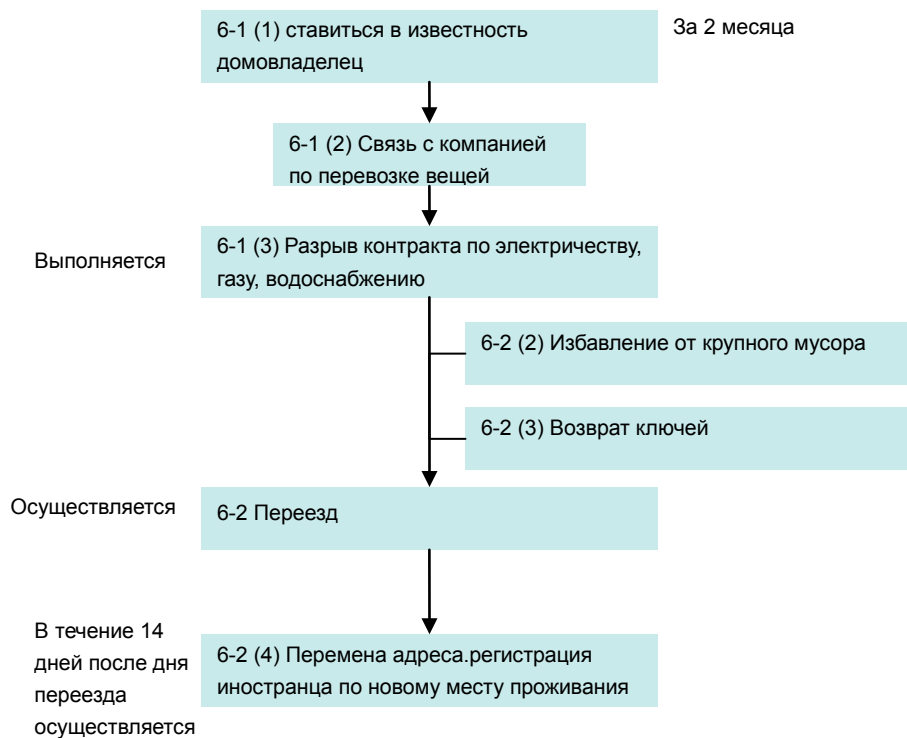 6-1 (1) ставиться в известность
домовладелец
За 2 месяца
6-1 (2) Связь с компанией
по перевозке вещей
Выполняется
6-1 (3) Разрыв контракта по электричеству,
газу, водоснабжению
6-2 (2) Избавление от крупного мусора
6-2 (3) Возврат ключей
Осуществляется
6-2 Переезд
В течение 14
дней после дня
переезда
осуществляется
6-2 (4) Перемена адреса.регистрация
иностранца по новому месту проживания